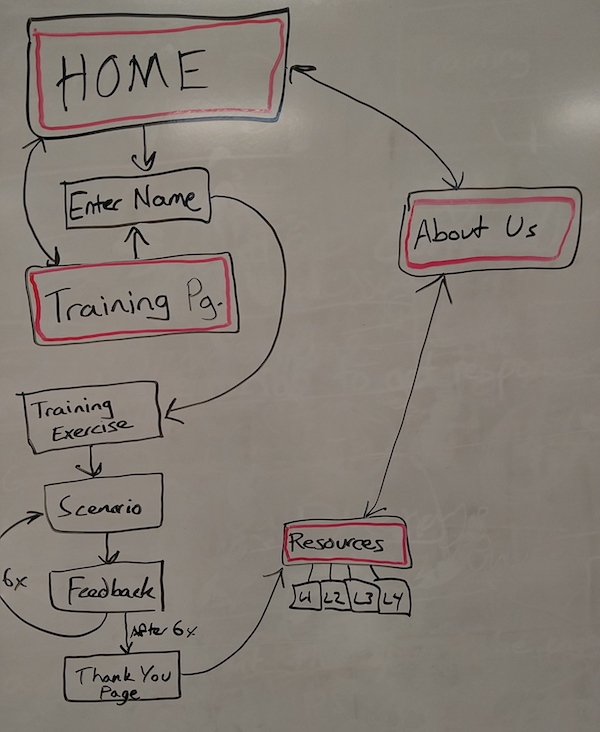 HOME
Enter Name
About Us
Training Pg.
Training
Exercise
Scenario
6x
Feedback
After 6x
Thank You
Page
Resources
L1 L2 L3 L4